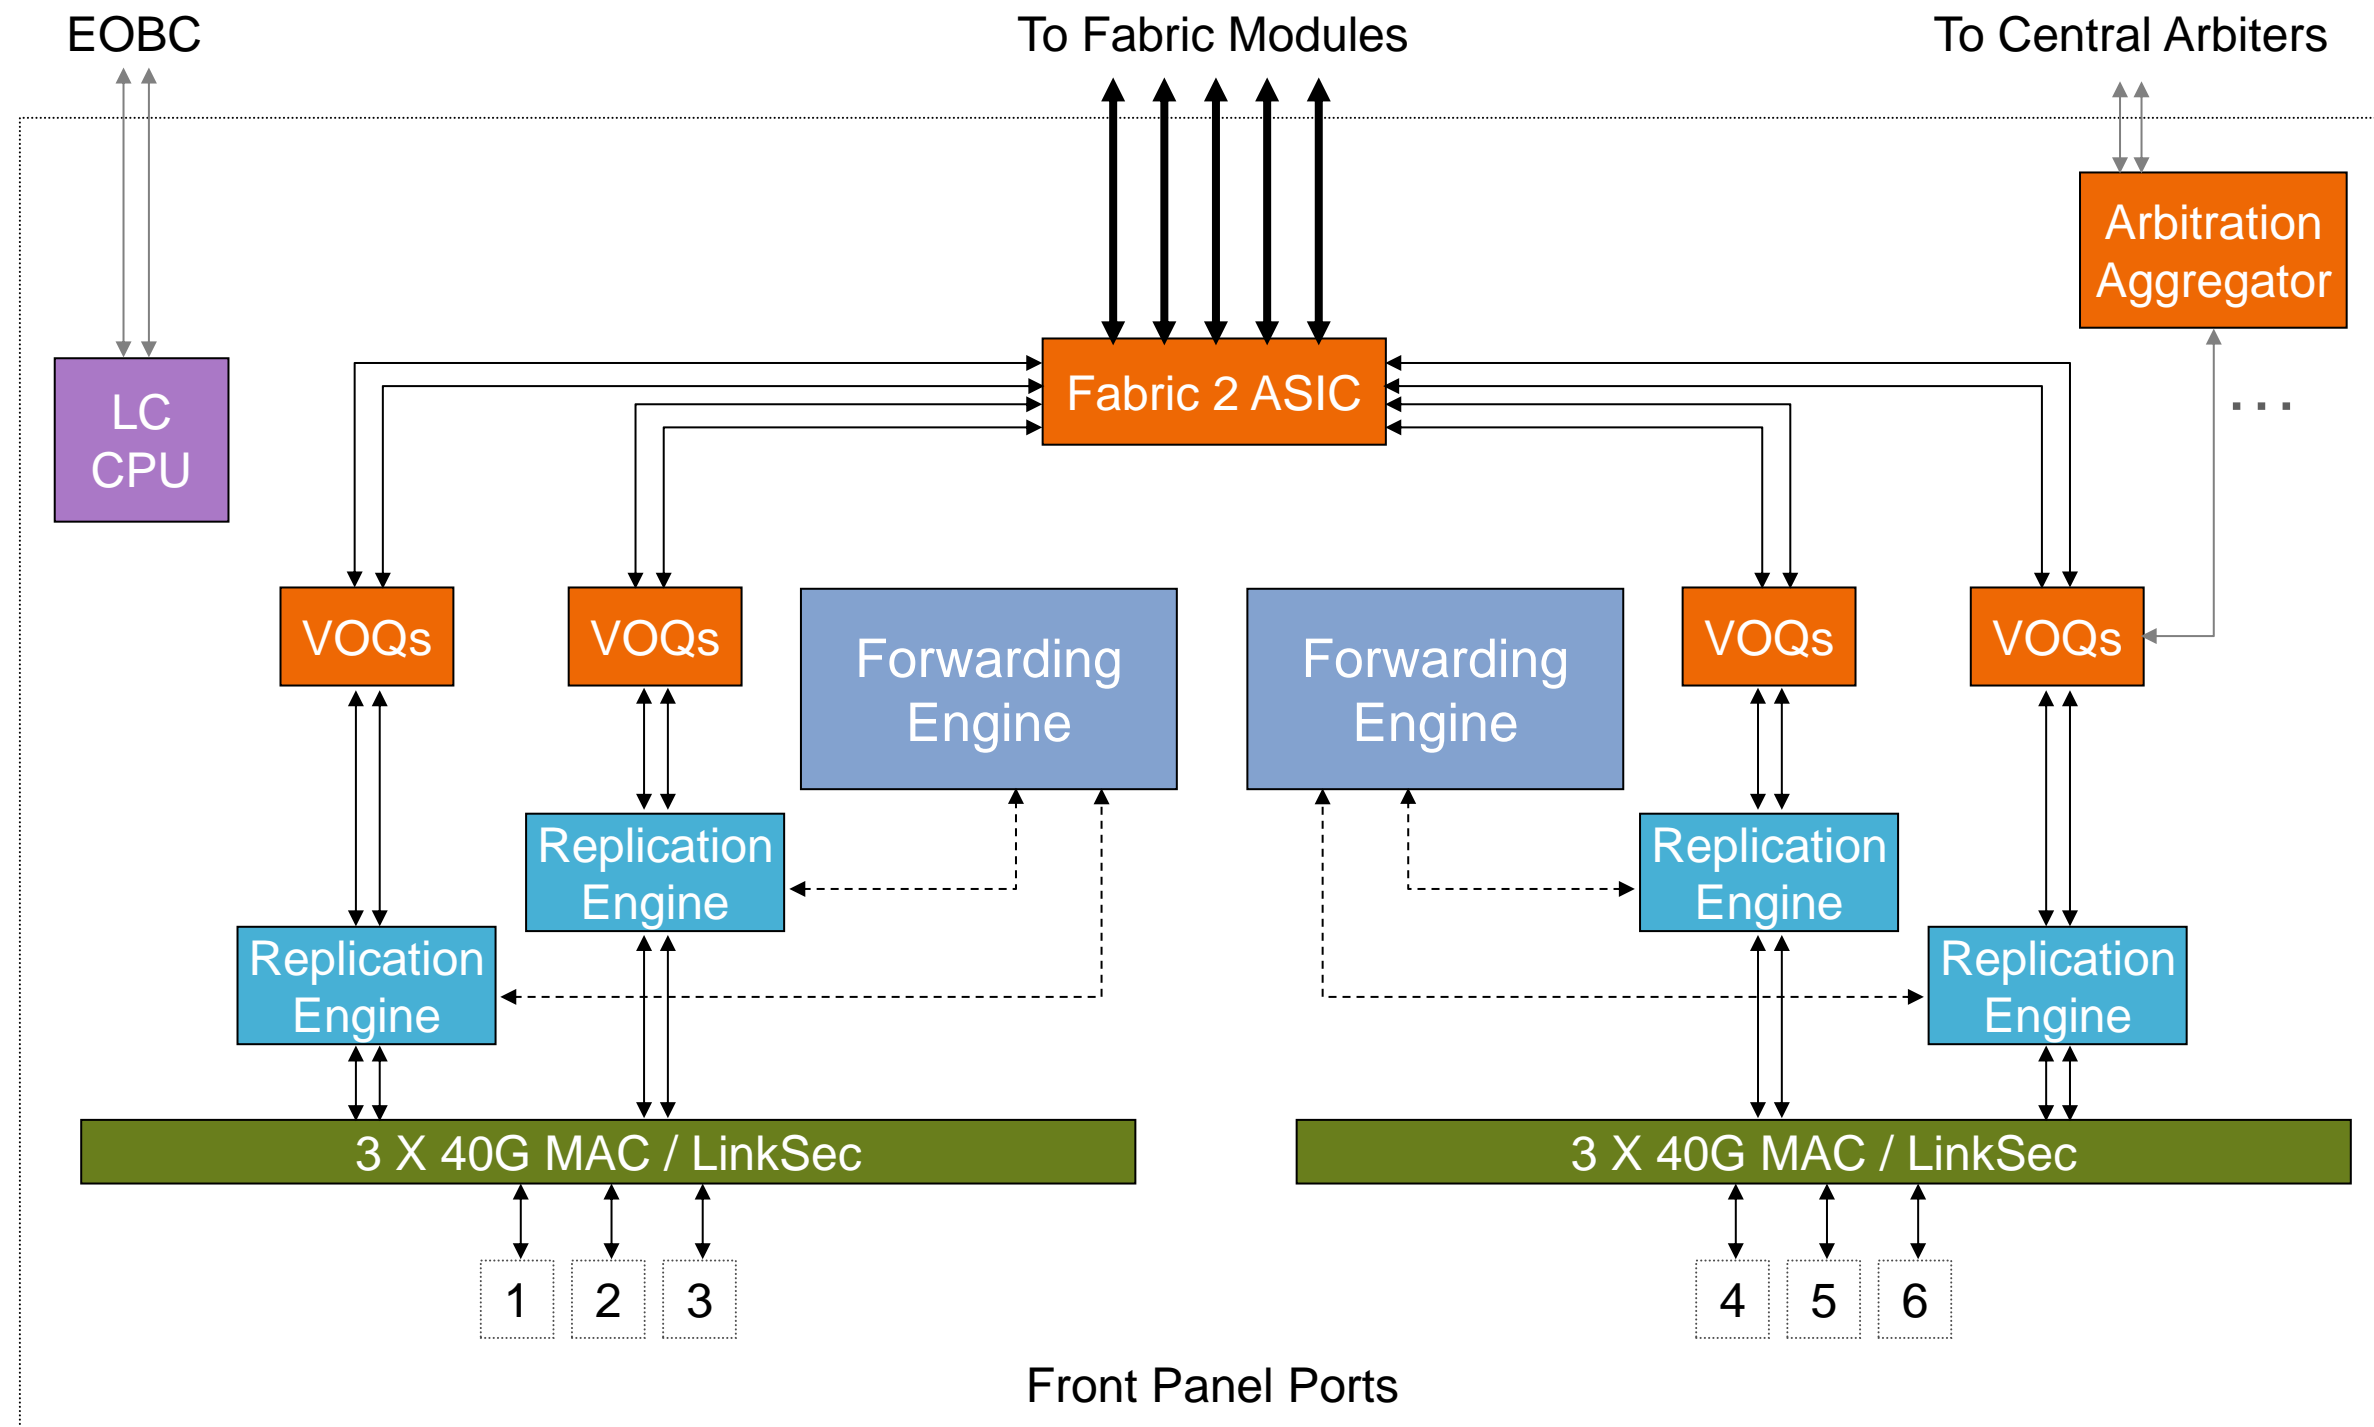 EOBC
To Fabric Modules
To Central Arbiters
Arbitration
Aggregator
Fabric 2 ASIC
LC
CPU
...
VOQs
VOQs
Forwarding
Engine
Forwarding
Engine
VOQs
VOQs
Replication
Engine
Replication
Engine
Replication
Engine
Replication
Engine
3 X 40G MAC / LinkSec
3 X 40G MAC / LinkSec
1
2
3
4
5
6
Front Panel Ports